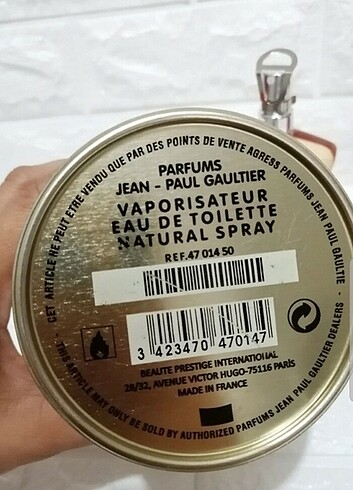 CET ARTICLE NE PEUT ETRE VENDU QUE PAR DES POINTS DE VENTE AGRESS PARFUMS JEAN PAUL GAULTIE -
PARFUMS
JEAN - PAUL GAULTIER
VAPORISATEUR
EAU DE TOILETTE
NATURAL SPRAY
REF.47 014 50
3 423470 470147
BEAUTE PRESTIGE INTERNATIONAL
28/32, AVENUE VICTOR HUGO-75116 PARÍS
MADE IN FRANCE
-THIS ARTICLE MAY ONLY BE SOLD BY AUTHORIZED PARFUMS JEAN PAUL GAULTIER DEALERS